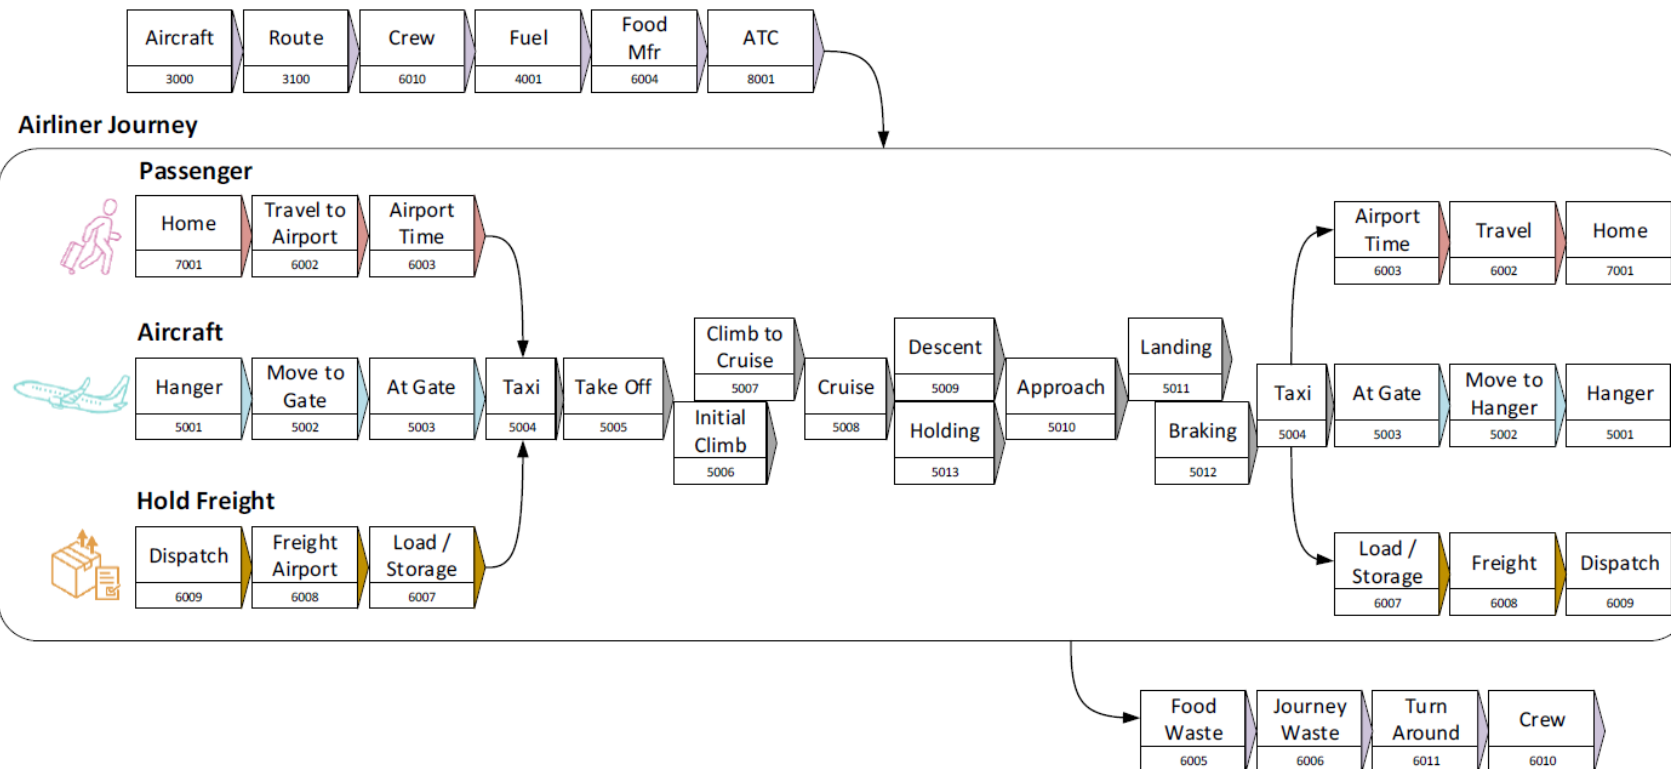 Aircraft
3000
Route
3100
Crew
6010
Fuel
4001
Food
Mfr
6004
ATC
8001
Airliner Journey
Passenger
Home
7001
Travel to
Airport
6002
Airport
Time
6003
Airport
Time
6003
Travel
6002
Home
7001
Aircraft
Hanger
5001
Move to
Gate
5002
At Gate
5003
Taxi
5004
Take Off
5005
Climb to
Cruise
5007
Initial
Climb
5006
Cruise
5008
Descent
5009
Holding
5013
Approach
5010
Landing
5011
Braking
5012
Taxi
5004
At Gate
5003
Move to
Hanger
5002
Hanger
5001
Hold Freight
Dispatch
6009
Freight
Airport
6008
Load /
Storage
6007
Load /
Storage
6007
Freight
6008
Dispatch
6009
Food
Waste
6005
Journey
Waste
6006
Turn
Around
6011
Crew
6010